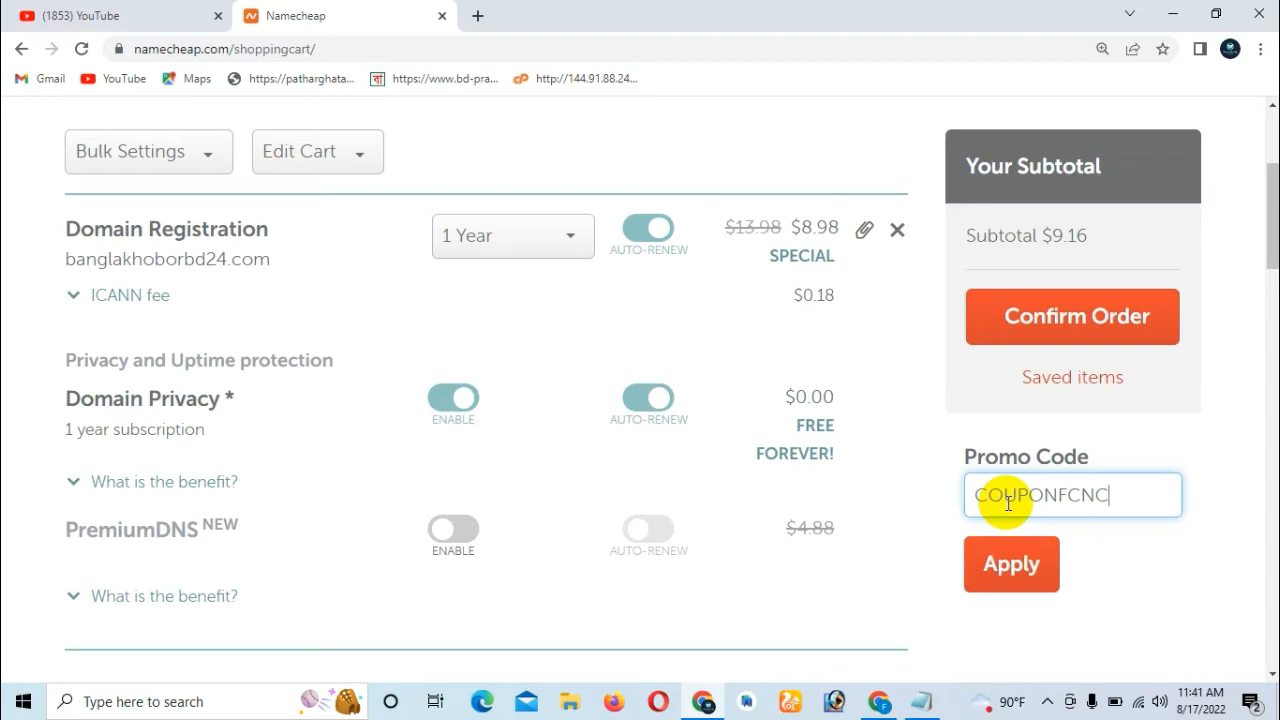 (1853) YouTube
Namecheap
namecheap.com/shoppingcart/
Gmail
YouTube
Maps
https://patharghata...
https://www.bd-pra...
http://144.91.88.24...
Bulk Settings
Edit Cart
Your Subtotal
Domain Registration
banglakhoborbd24.com
1 Year
AUTO-RENEW
$13.98 $8.98
SPECIAL
Subtotal $9.16
ICANN fee
$0.18
Confirm Order
Saved items
Privacy and Uptime protection
Domain Privacy *
1 year subscription
ENABLE
AUTO-RENEW
$0.00
FREE
FOREVER!
What is the benefit?
Promo Code
COUPONFCNC
Apply
PremiumDNS NEW
ENABLE
AUTO-RENEW
$4.88
What is the benefit?
Type here to search
90°F
11:41 AM
8/17/2022
2